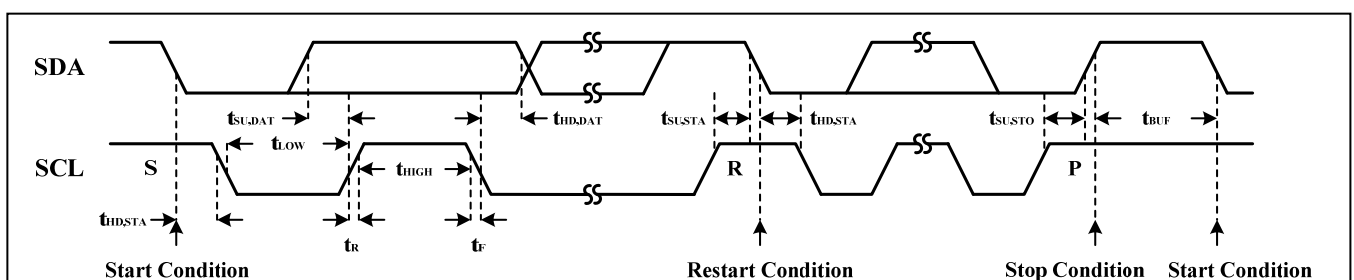 SDA
tSU,DAT tHD,DAT tSU,STA tHD,STA tSU,STO tBUF
tLOW
SCL S tHIGH R P
tHD,STA
tR tF
Start Condition Restart Condition Stop Condition Start Condition